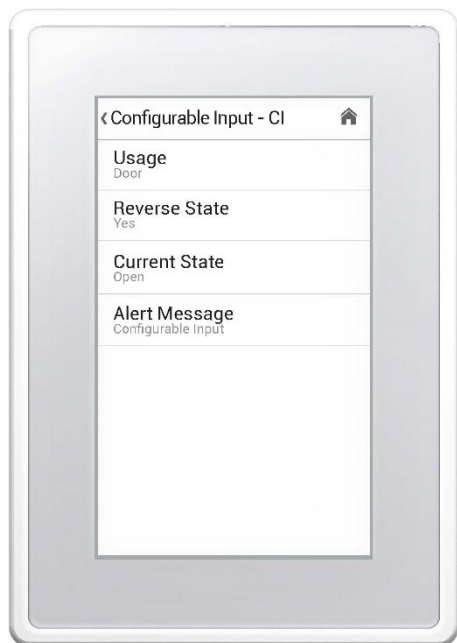 Configurable Input - CI
Usage
Door
Reverse State
Yes
Current State
Open
Alert Message
Configurable Input